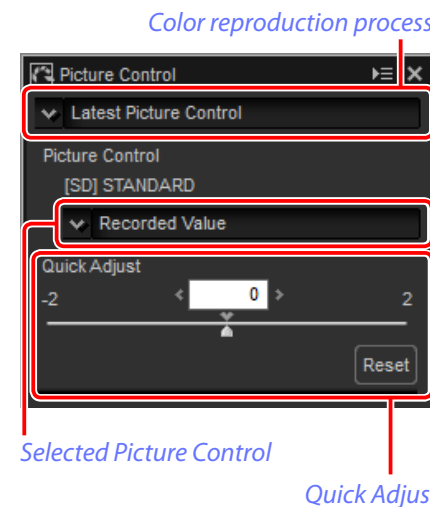 Color reproduction process
Picture Control
Latest Picture Control
Picture Control
[SD] STANDARD
Recorded Value
Quick Adjust
-2 0 2
Reset
Selected Picture Control
Quick Adjus